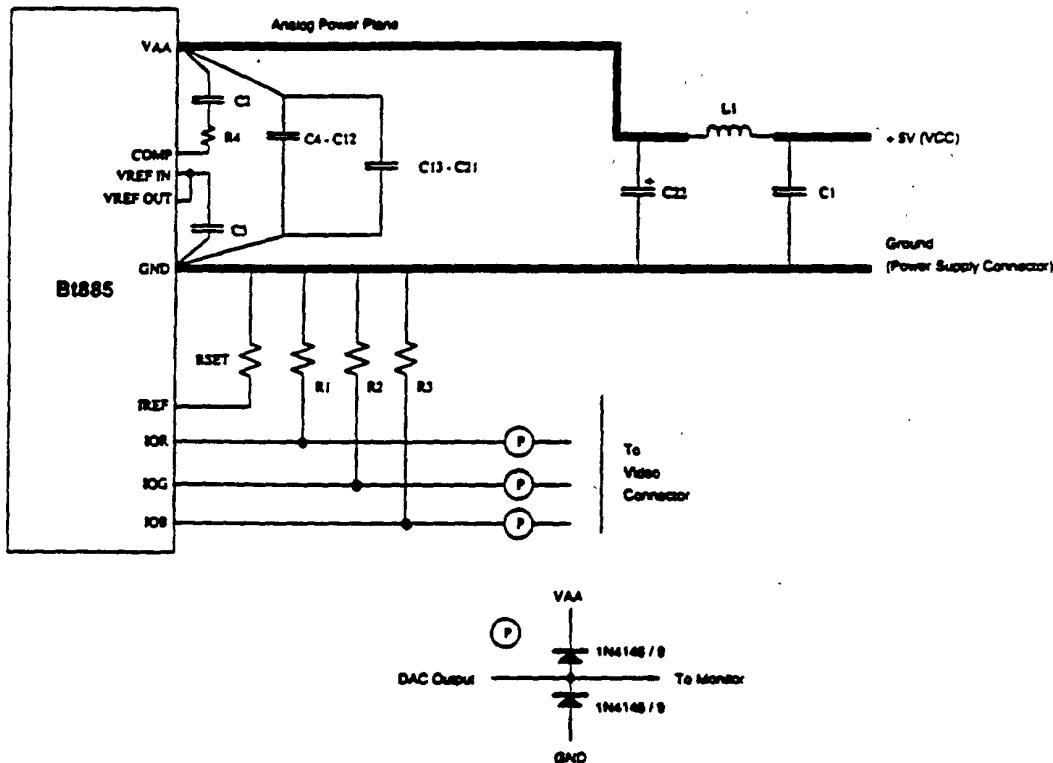 Analog Power Plane
VAA
C2
R4
C4 - C12
C13 - C21
L1
+ 5V (VCC)
COMP
VREF IN
VREF OUT
C3
C22
+
C1
GND
Ground
(Power Supply Connector)
Bt885
RSET
R1
R2
R3
IREF
IOR
P
IOG
P
IOB
P
To
Video
Connector
VAA
P
1N4148 / 9
DAC Output
To Monitor
1N4148 / 9
GND